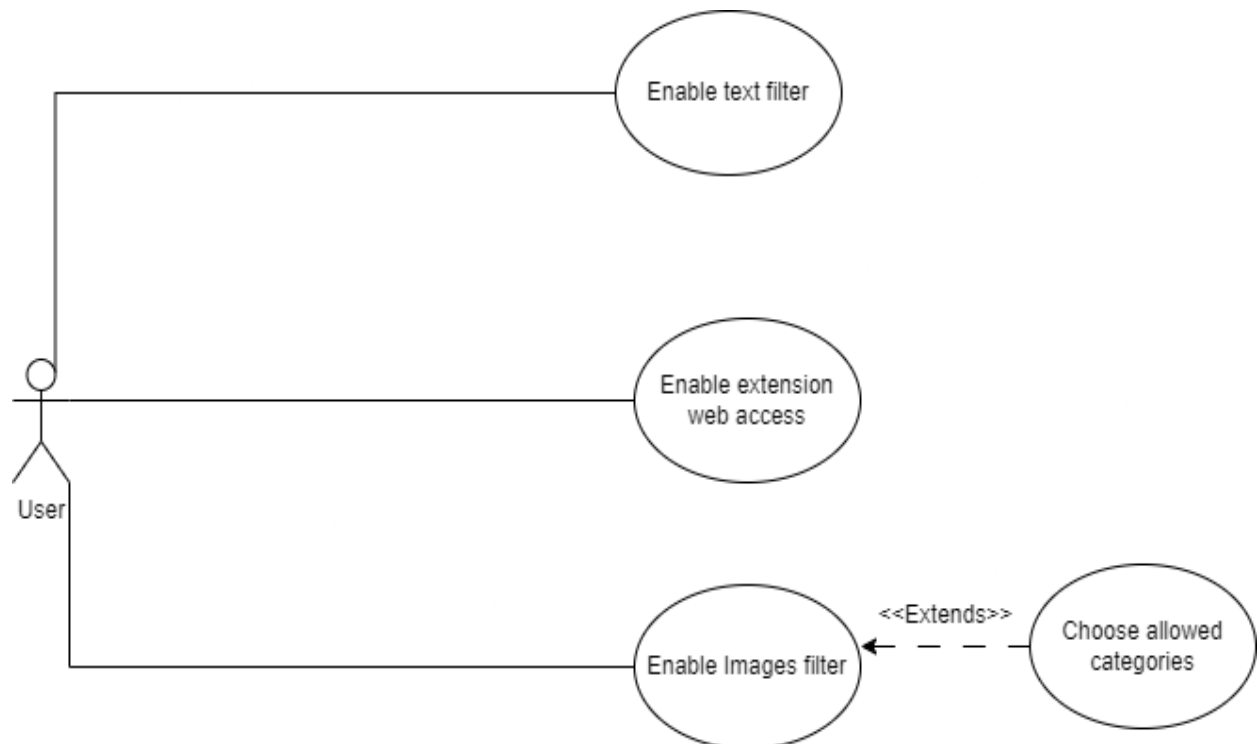 Enable text filter
Enable extension
web access
User
<<Extends>>
Choose allowed
categories
Enable Images filter